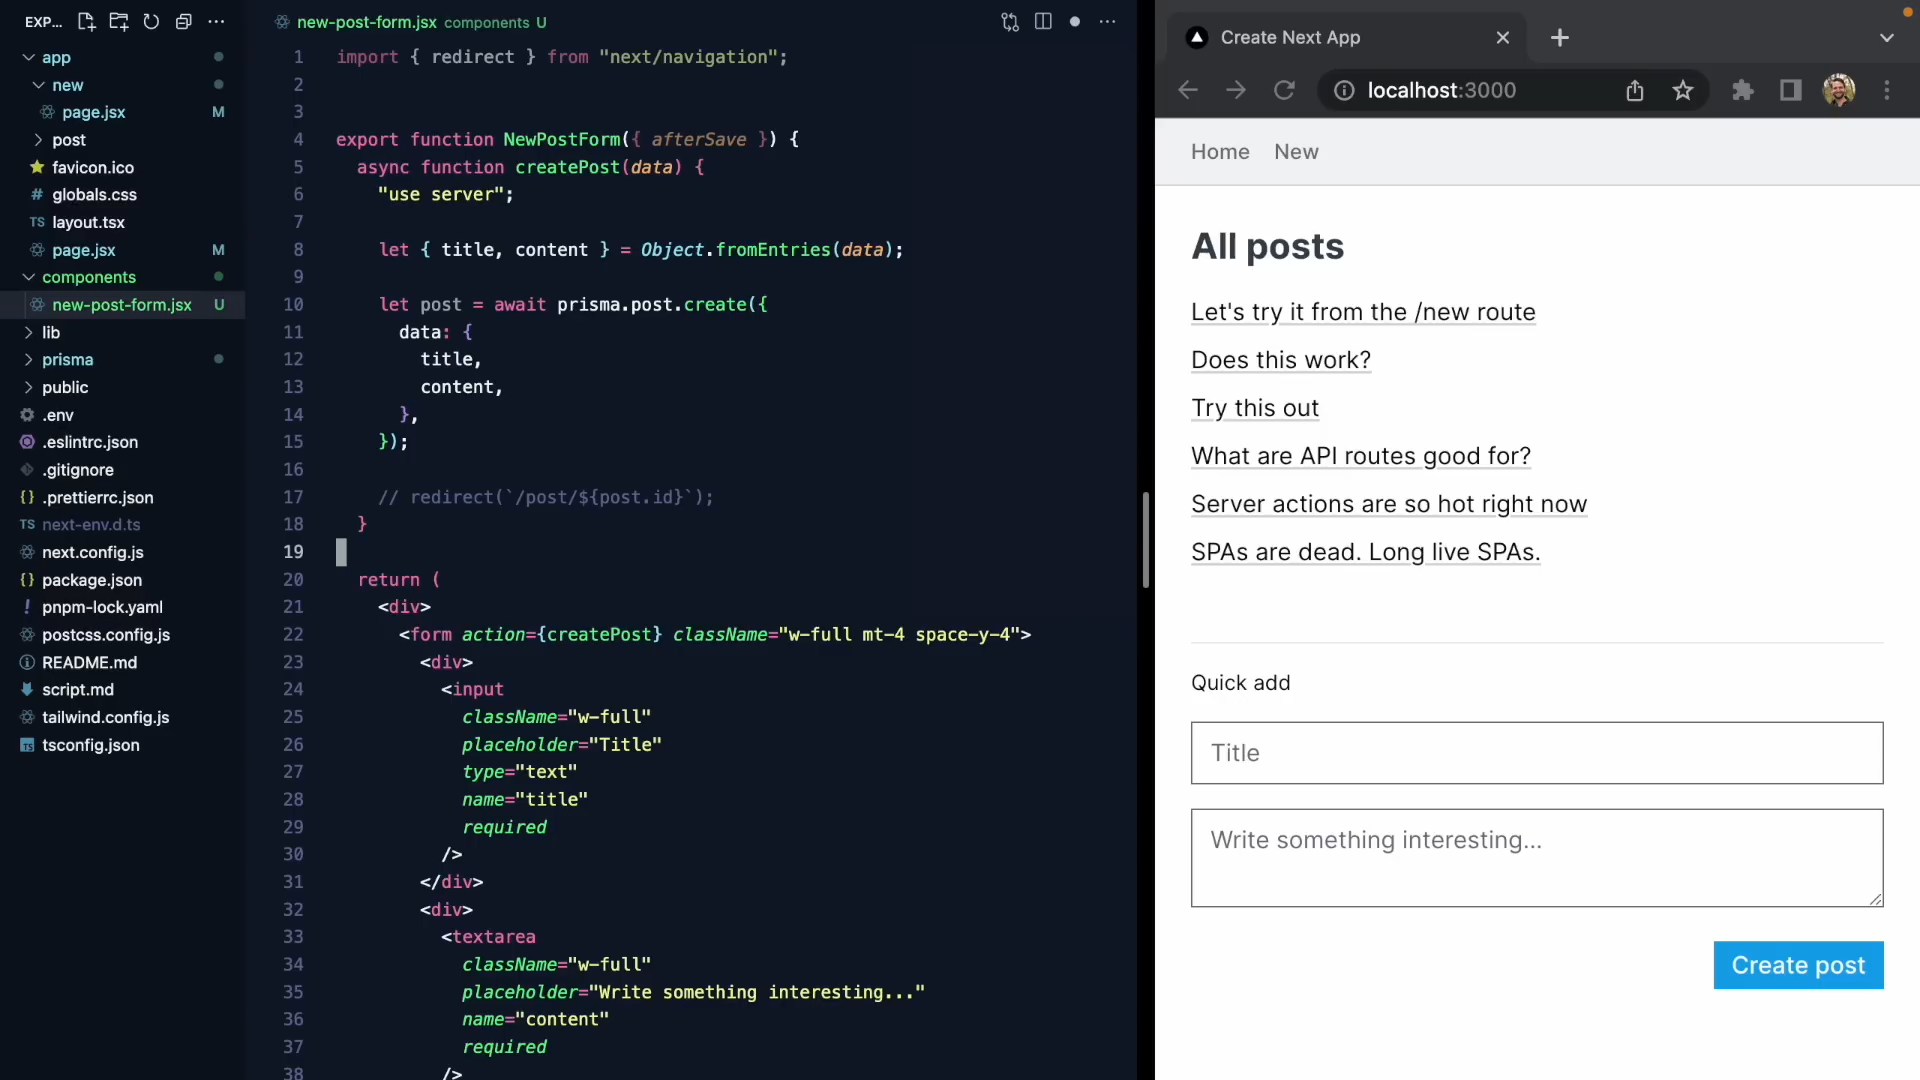 EXP...
app
new
page.jsx M
post
favicon.ico
# globals.css
TS layout.tsx
page.jsx M
components
new-post-form.jsx U
lib
prisma
public
.env
.eslintrc.json
.gitignore
{} .prettierrc.json
TS next-env.d.ts
next.config.js
{} package.json
! pnpm-lock.yaml
postcss.config.js
README.md
script.md
tailwind.config.js
TS tsconfig.json
new-post-form.jsx components U
1 import { redirect } from "next/navigation";
2
3
4 export function NewPostForm({ afterSave }) {
5 async function createPost(data) {
6 "use server";
7
8 let { title, content } = Object.fromEntries(data);
9
10 let post = await prisma.post.create({
11 data: {
12 title,
13 content,
14 },
15 });
16
17 // redirect(`/post/${post.id}`);
18 }
19
20 return (
21 <div>
22 <form action={createPost} className="w-full mt-4 space-y-4">
23 <div>
24 <input
25 className="w-full"
26 placeholder="Title"
27 type="text"
28 name="title"
29 required
30 />
31 </div>
32 <div>
33 <textarea
34 className="w-full"
35 placeholder="Write something interesting..."
36 name="content"
37 required
38 />
Create Next App
localhost:3000
Home New
All posts
Let's try it from the /new route
Does this work?
Try this out
What are API routes good for?
Server actions are so hot right now
SPAs are dead. Long live SPAs.
Quick add
Title
Write something interesting...
Create post